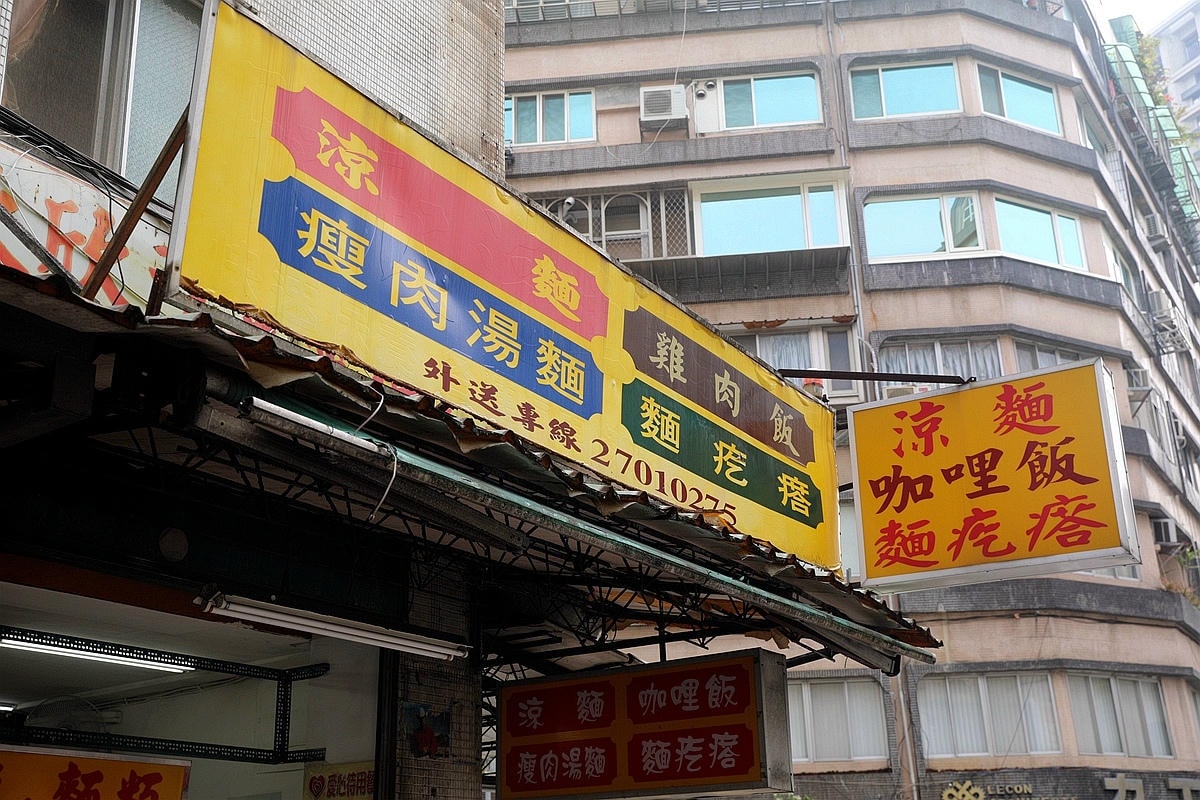 涼麵
瘦肉湯麵
外送專線 27010275
雞肉飯
麵疙瘩
涼麵
咖哩飯
麵疙瘩
涼麵
咖哩飯
瘦肉湯麵
麵疙瘩
LECON